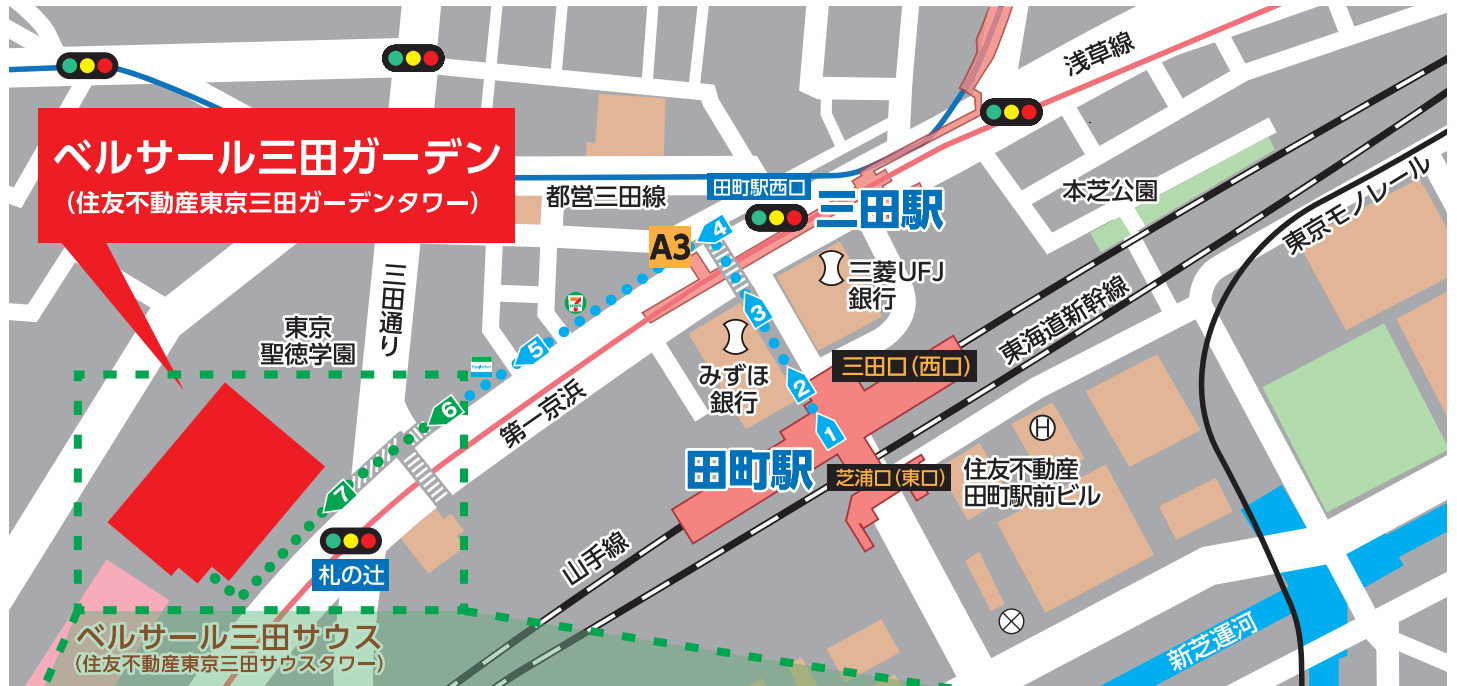 浅草線
ベルサール三田ガーデン
(住友不動産東京三田ガーデンタワー)
都営三田線
田町駅西口
三田駅
本芝公園
東京モノレール
A3
4
三菱UFJ
銀行
三田通り
3
東海道新幹線
7
東京
聖徳学園
5
みずほ
銀行
三田口(西口)
2
FamilyMart
6
第一京浜
1
田町駅
芝浦口(東口)
H
住友不動産
田町駅前ビル
7
山手線
札の辻
ベルサール三田サウス
(住友不動産東京三田サウスタワー)
新芝運河